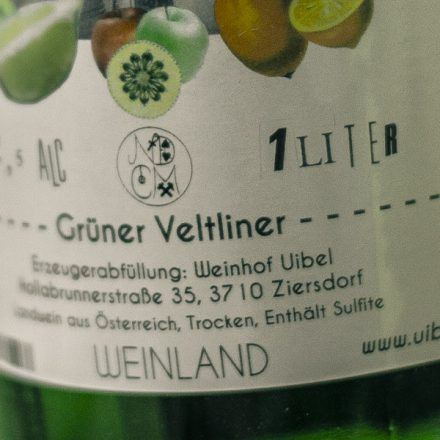 ,5 ALC
1 LITER
Grüner Veltliner
Erzeugerabfüllung: Weinhof Uibel
Hollabrunnerstraße 35, 3710 Ziersdorf
Landwein aus Österreich, Trocken, Enthält Sulfite
WEINLAND
www.uib